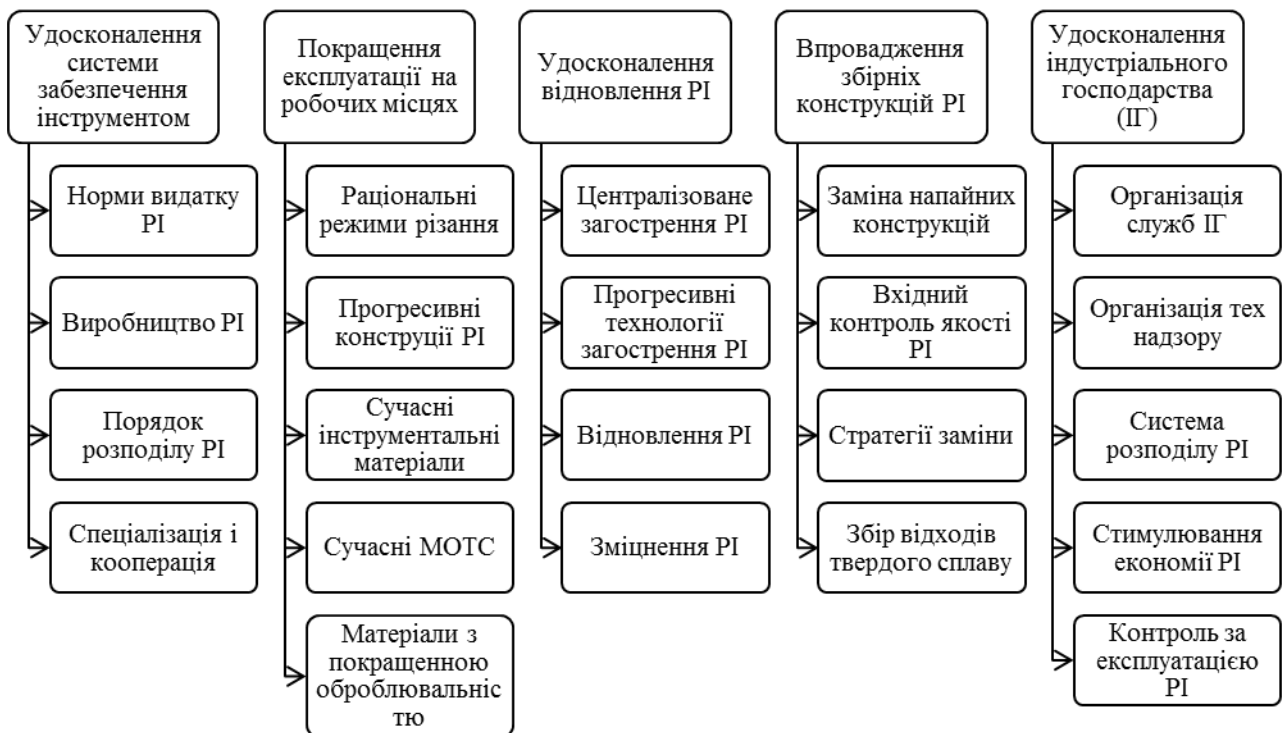 Удосконалення
системи
забезпечення
інструментом
Норми видатку
РІ
Виробництво РІ
Порядок
розподілу РІ
Спеціалізація і
кооперація
Покращення
експлуатації на
робочих місцях
Раціональні
режими різання
Прогресивні
конструції РІ
Сучасні
інструментальні
матеріали
Сучасні МОТС
Матеріали з
покращенною
оброблювальніс
тю
Удосконалення
відновлення РІ
Централізоване
загострення РІ
Прогресивні
технології
загострення РІ
Відновлення РІ
Зміцнення РІ
Впровадження
збірніх
конструкцій РІ
Заміна напайних
конструкцій
Вхідний
контроль якості
РІ
Стратегії заміни
Збір відходів
твердого сплаву
Удосконалення
індустріального
господарства
(ІГ)
Організація
служб ІГ
Організація тех
надзору
Система
розподілу РІ
Стимулювання
економії РІ
Контроль за
експлуатацією
РІ